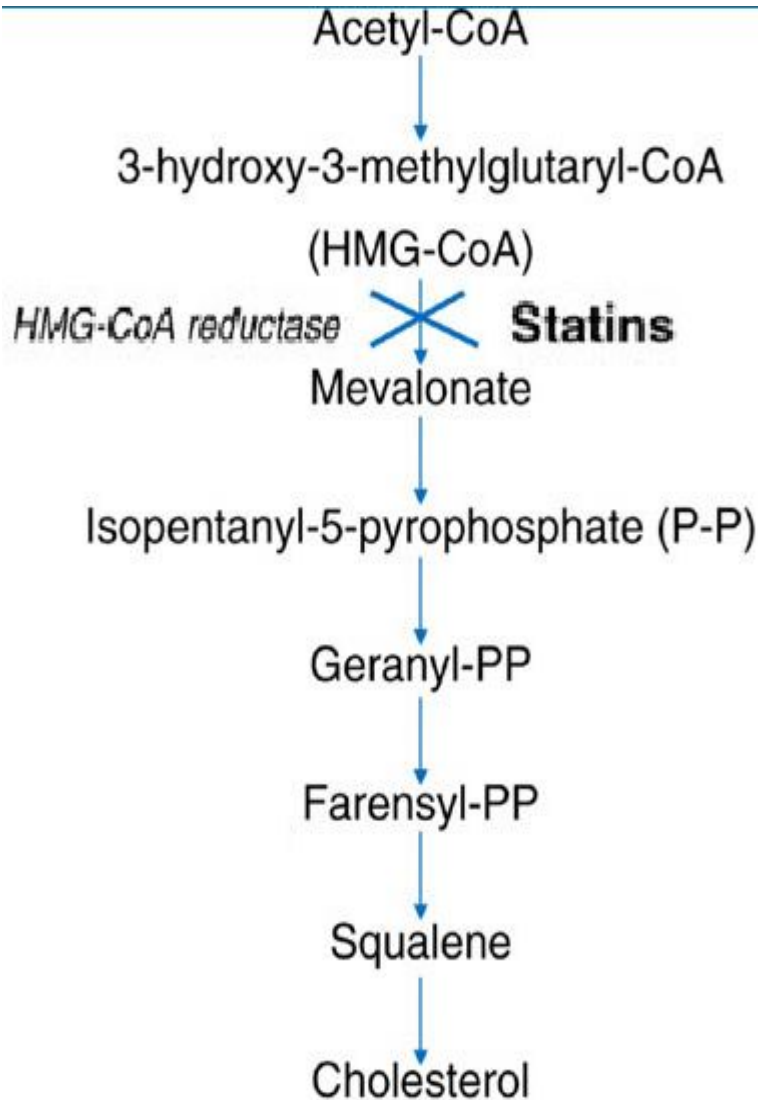 Acetyl-CoA
3-hydroxy-3-methylglutaryl-CoA
(HMG-CoA)
HMG-CoA reductase Statins
Mevalonate
Isopentanyl-5-pyrophosphate (P-P)
Geranyl-PP
Farensyl-PP
Squalene
Cholesterol